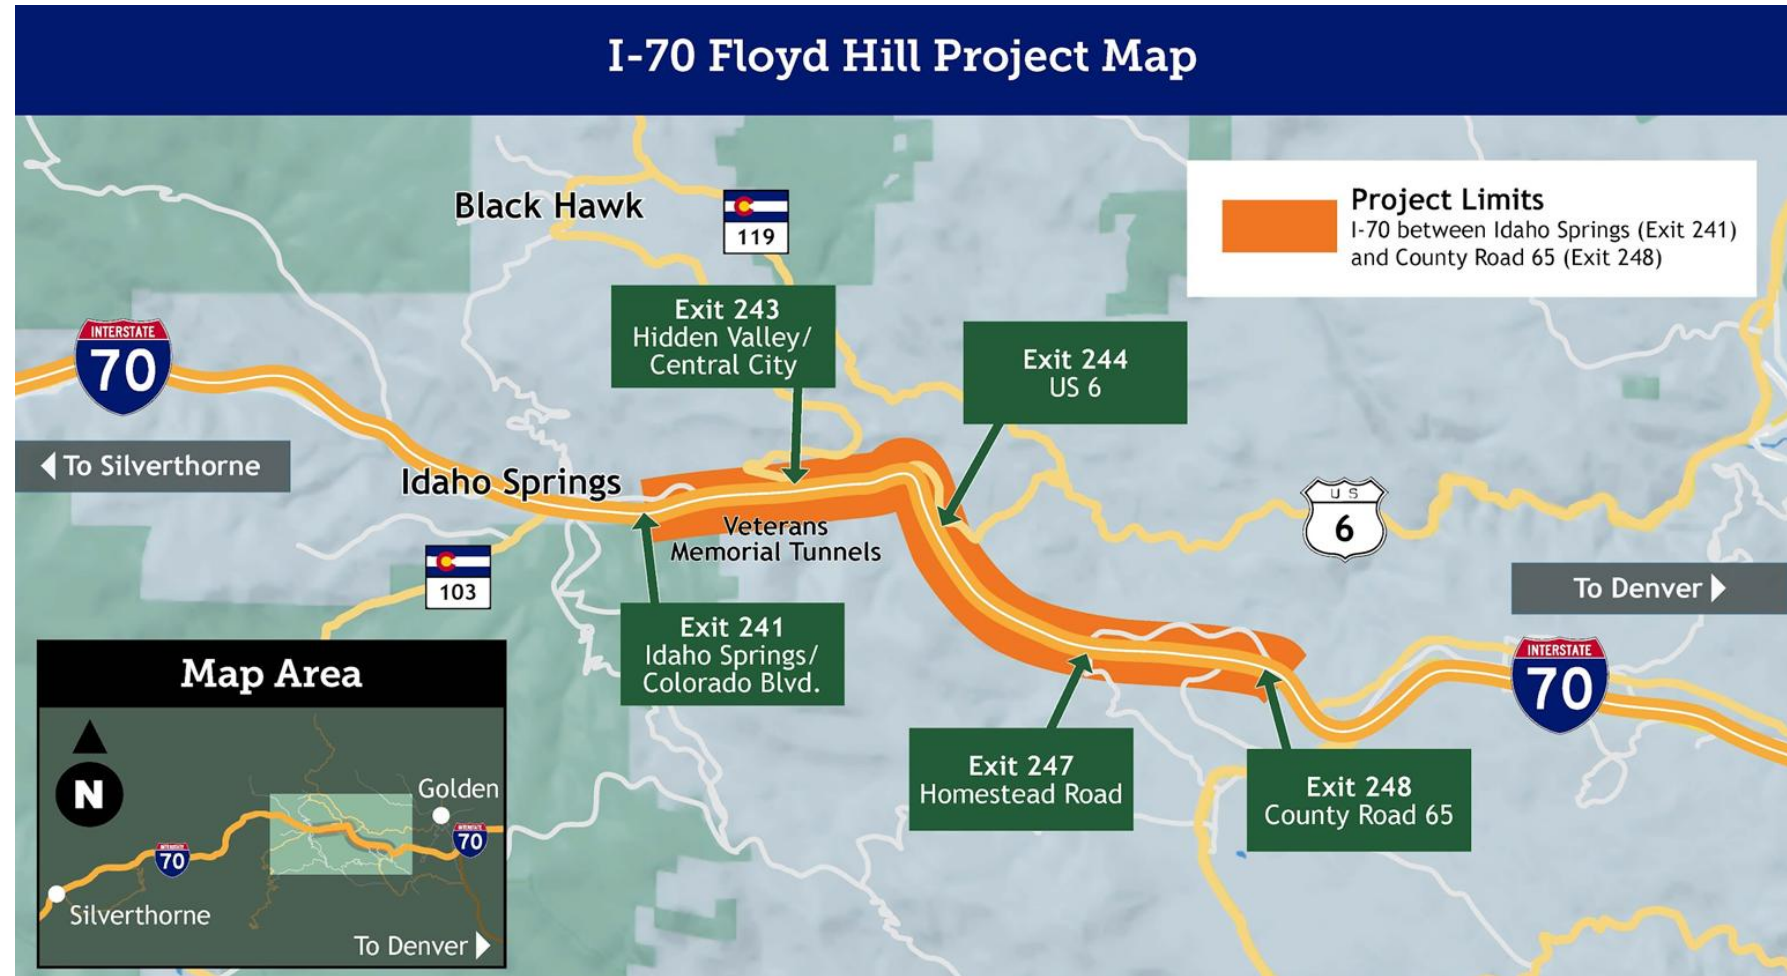 I-70 Floyd Hill Project Map
Black Hawk
119
Project Limits
I-70 between Idaho Springs (Exit 241)
and County Road 65 (Exit 248)
Exit 243
Hidden Valley/
Central City
Exit 244
US 6
INTERSTATE
70
To Silverthorne
Idaho Springs
Veterans
Memorial Tunnels
US
6
103
To Denver
Exit 241
Idaho Springs/
Colorado Blvd.
INTERSTATE
70
Exit 247
Homestead Road
Exit 248
County Road 65
Map Area
N
Golden
INTERSTATE
70
INTERSTATE
70
Silverthorne
To Denver